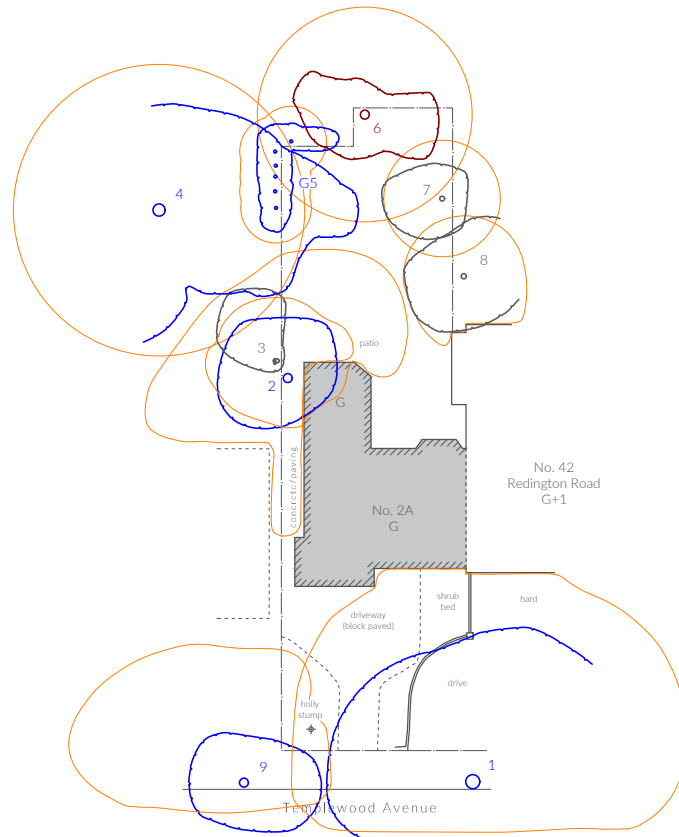 6
4
G5
7
8
3
patio
2
G
concrete/paving
No. 42
Redington Road
G+1
No. 2A
G
shrub
bed
hard
driveway
(block paved)
drive
holly
stump
9
1
Templewood Avenue